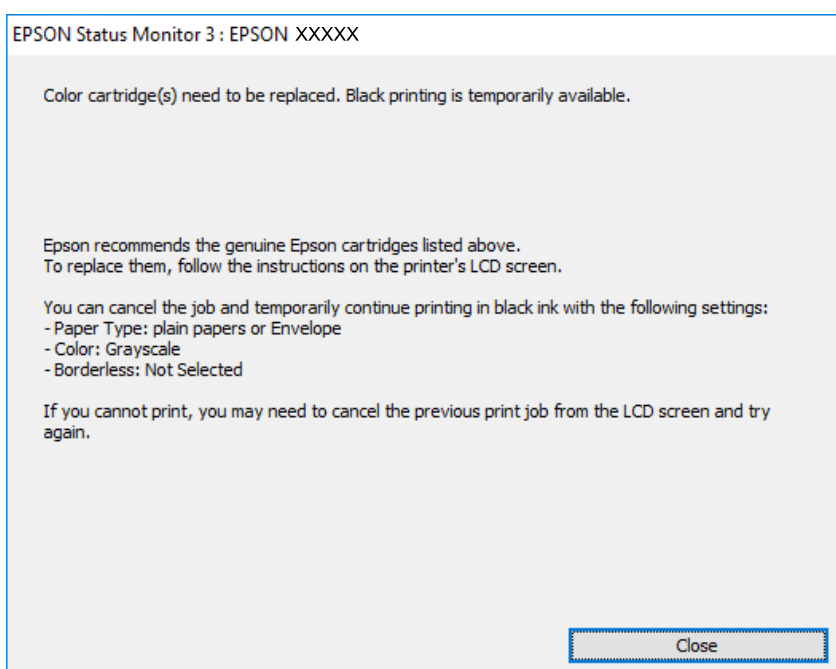 EPSON Status Monitor 3 : EPSON XXXXX
Color cartridge(s) need to be replaced. Black printing is temporarily available.
Epson recommends the genuine Epson cartridges listed above.
To replace them, follow the instructions on the printer's LCD screen.
You can cancel the job and temporarily continue printing in black ink with the following settings:
- Paper Type: plain papers or Envelope
- Color: Grayscale
- Borderless: Not Selected
If you cannot print, you may need to cancel the previous print job from the LCD screen and try
again.
Close